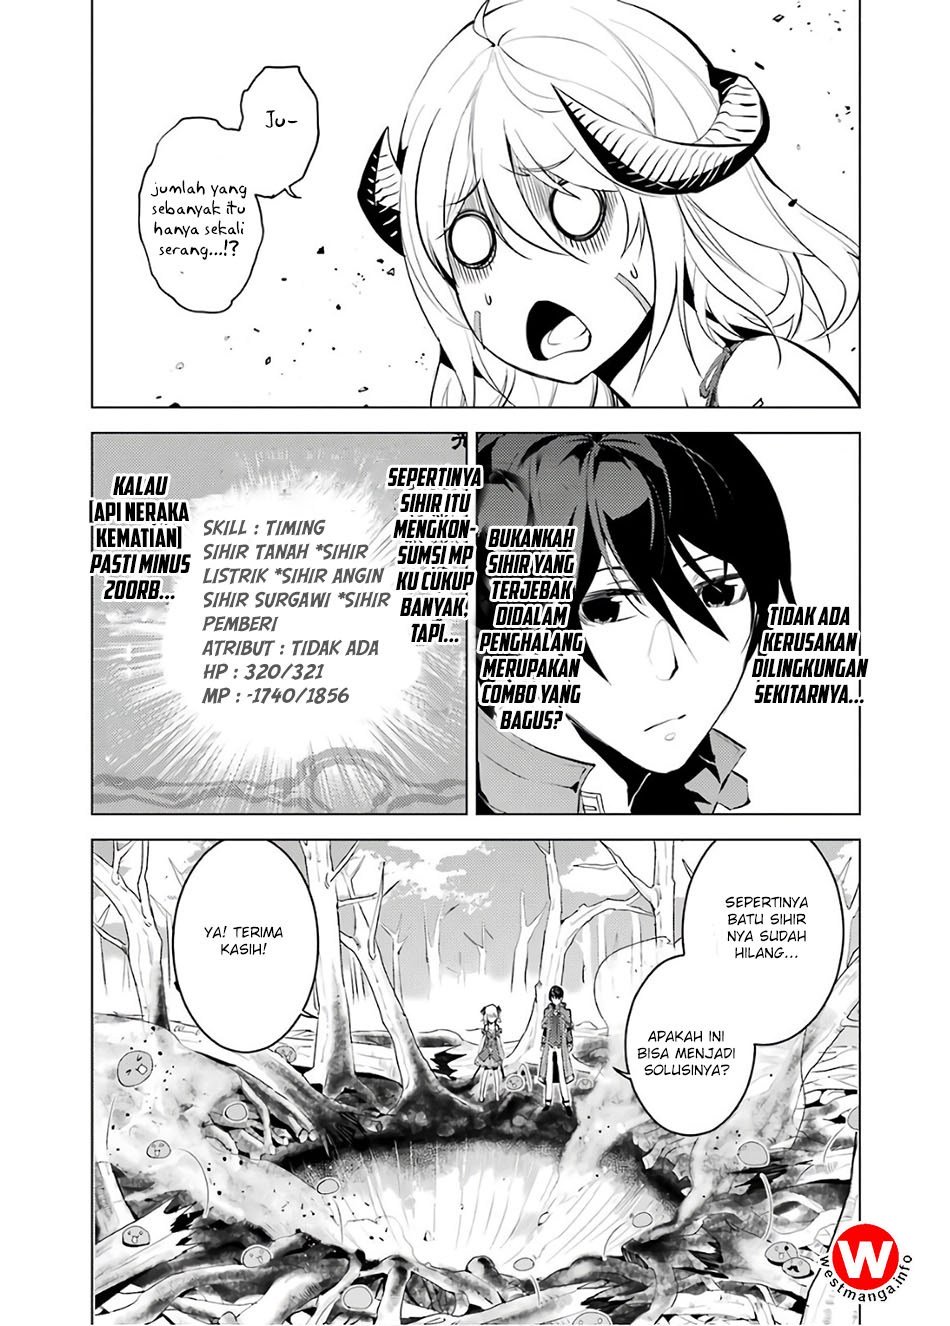 Ju-
jumlah yang
sebanyak itu
hanya sekali
serang...!?
TIDAK ADA
KERUSAKAN
DILINGKUNGAN
SEKITARNYA...
BUKANKAH
SIHIR YANG
TERJEBAK
DIDALAM
PENGHALANG
MERUPAKAN
COMBO YANG
BAGUS?
SEPERTINYA
SIHIR ITU
MENGKON-
SUMSI MP
KU CUKUP
BANYAK,
TAPI...
SKILL : TIMING
SIHIR TANAH *SIHIR
LISTRIK *SIHIR ANGIN
SIHIR SURGAWI *SIHIR
PEMBERI
ATRIBUT : TIDAK ADA
HP : 320/321
MP : -1740/1856
KALAU
[API NERAKA
KEMATIAN]
PASTI MINUS
200RB...
SEPERTINYA
BATU SIHIR
NYA SUDAH
HILANG...
APAKAH INI
BISA MENJADI
SOLUSINYA?
YA! TERIMA
KASIH!
W
westmanga.info